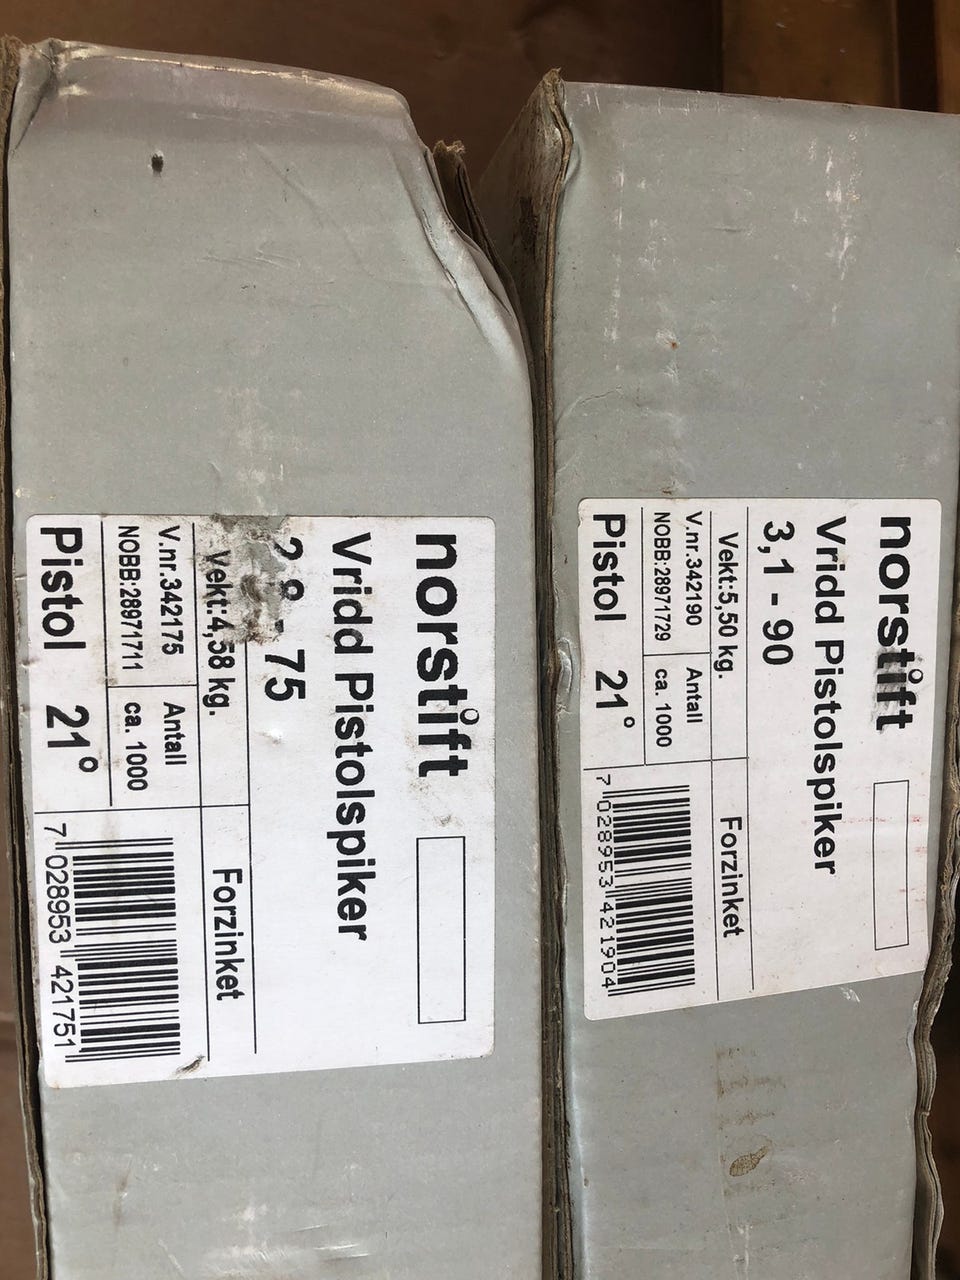 norstift
Vridd Pistolspiker
75
Vekt:4,58 kg.
Forzinket
V.nr.342175
Antall
NOBB:28971711
ca. 1000
Pistol 21°
7 028953 421751
norstift
Vridd Pistolspiker
3,1 - 90
Vekt:5,50 kg.
Forzinket
V.nr.342190
Antall
NOBB:28971729
ca. 1000
Pistol 21°
7 028953 421904